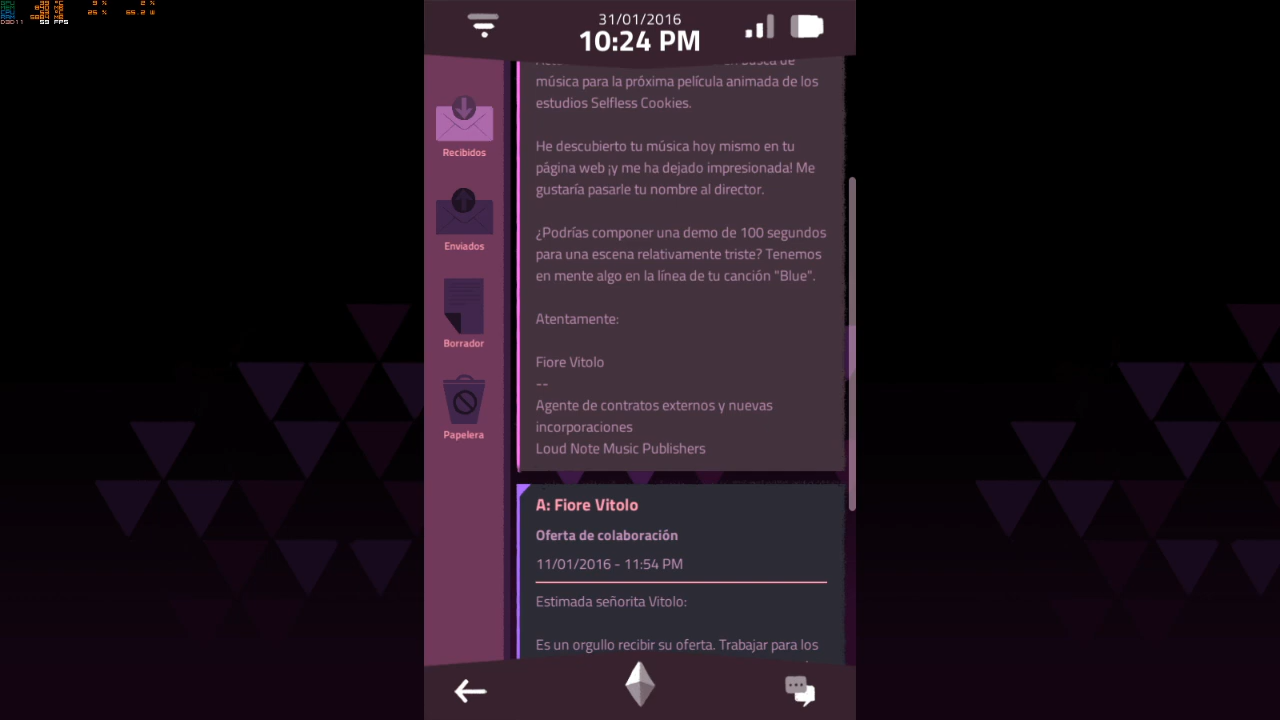 31/01/2016
10:24 PM
busca de
música para la próxima película animada de los
estudios Selfless Cookies.
He descubierto tu música hoy mismo en tu
página web ¡y me ha dejado impresionada! Me
gustaría pasarle tu nombre al director.
¿Podrías componer una demo de 100 segundos
para una escena relativamente triste? Tenemos
en mente algo en la línea de tu canción "Blue".
Atentamente:
Fiore Vitolo
--
Agente de contratos externos y nuevas
incorporaciones
Loud Note Music Publishers
Recibidos
Enviados
Borrador
Papelera
A: Fiore Vitolo
Oferta de colaboración
11/01/2016 - 11:54 PM
Estimada señorita Vitolo:
Es un orgullo recibir su oferta. Trabajar para los